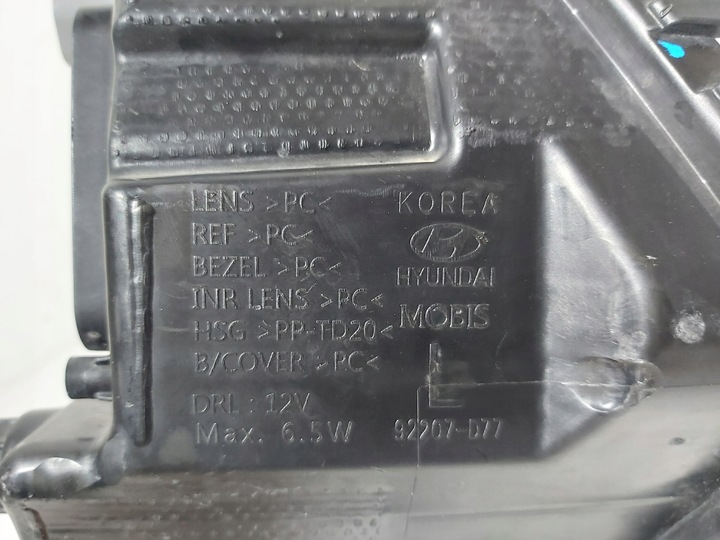 LENS >PC<
REF >PC<
BEZEL >PC<
INR LENS >PC<
HSG >PP-TD20<
B/COVER >PC<
DRL : 12V
Max. 6.5W
KOREA
HYUNDAI
MOBIS
L
92207-D77